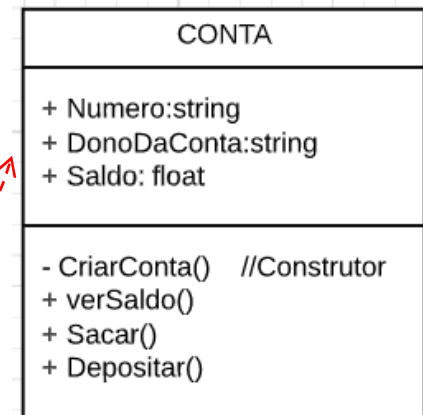 CONTA
+ Numero:string
+ DonoDaConta:string
+ Saldo: float
- CriarConta() //Construtor
+ verSaldo()
+ Sacar()
+ Depositar()